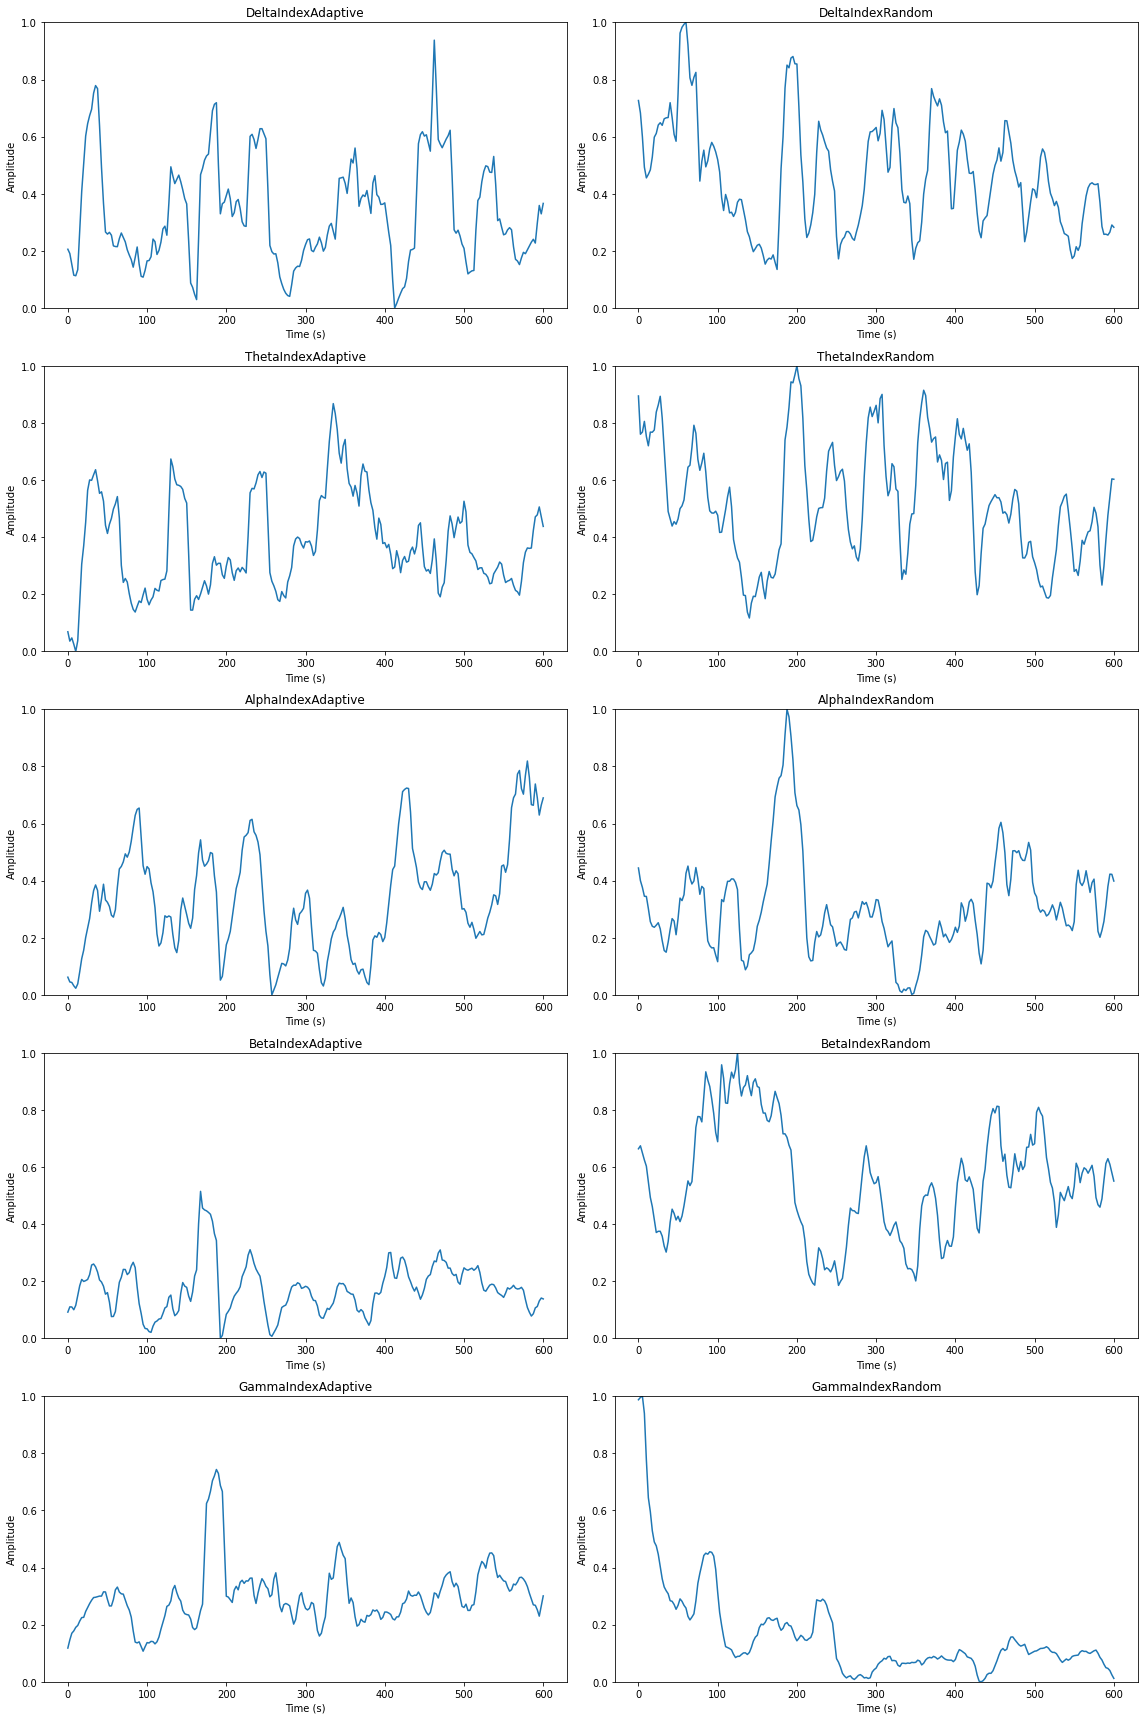 DeltaIndexAdaptive
1.0
0.8
0.6
0.4
0.2
0.0
Amplitude
0 100 200 300 400 500 600
Time (s)
DeltaIndexRandom
1.0
0.8
0.6
0.4
0.2
0.0
Amplitude
0 100 200 300 400 500 600
Time (s)
ThetaIndexAdaptive
1.0
0.8
0.6
0.4
0.2
0.0
Amplitude
0 100 200 300 400 500 600
Time (s)
ThetaIndexRandom
1.0
0.8
0.6
0.4
0.2
0.0
Amplitude
0 100 200 300 400 500 600
Time (s)
AlphaIndexAdaptive
1.0
0.8
0.6
0.4
0.2
0.0
Amplitude
0 100 200 300 400 500 600
Time (s)
AlphaIndexRandom
1.0
0.8
0.6
0.4
0.2
0.0
Amplitude
0 100 200 300 400 500 600
Time (s)
BetaIndexAdaptive
1.0
0.8
0.6
0.4
0.2
0.0
Amplitude
0 100 200 300 400 500 600
Time (s)
BetaIndexRandom
1.0
0.8
0.6
0.4
0.2
0.0
Amplitude
0 100 200 300 400 500 600
Time (s)
GammaIndexAdaptive
1.0
0.8
0.6
0.4
0.2
0.0
Amplitude
0 100 200 300 400 500 600
Time (s)
GammaIndexRandom
1.0
0.8
0.6
0.4
0.2
0.0
Amplitude
0 100 200 300 400 500 600
Time (s)